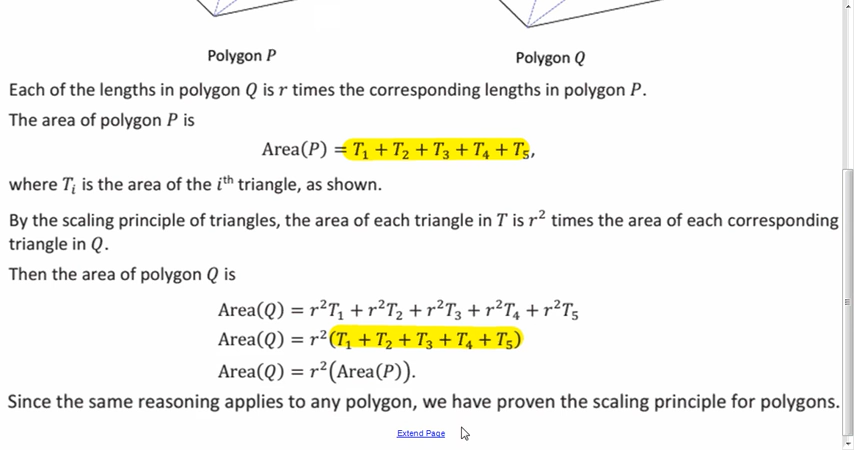 Polygon P Polygon Q
Each of the lengths in polygon Q is r times the corresponding lengths in polygon P.
The area of polygon P is
Area(P) = T₁ + T₂ + T₃ + T₄ + T₅,
where Tᵢ is the area of the iᵗʰ triangle, as shown.
By the scaling principle of triangles, the area of each triangle in T is r² times the area of each corresponding
triangle in Q.
Then the area of polygon Q is
Area(Q) = r²T₁ + r²T₂ + r²T₃ + r²T₄ + r²T₅
Area(Q) = r²(T₁ + T₂ + T₃ + T₄ + T₅)
Area(Q) = r²(Area(P)).
Since the same reasoning applies to any polygon, we have proven the scaling principle for polygons.
Extend Page